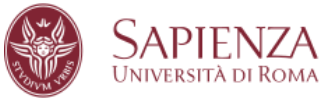 STVDIVM VRBIS
SAPIENZA
UNIVERSITÀ DI ROMA